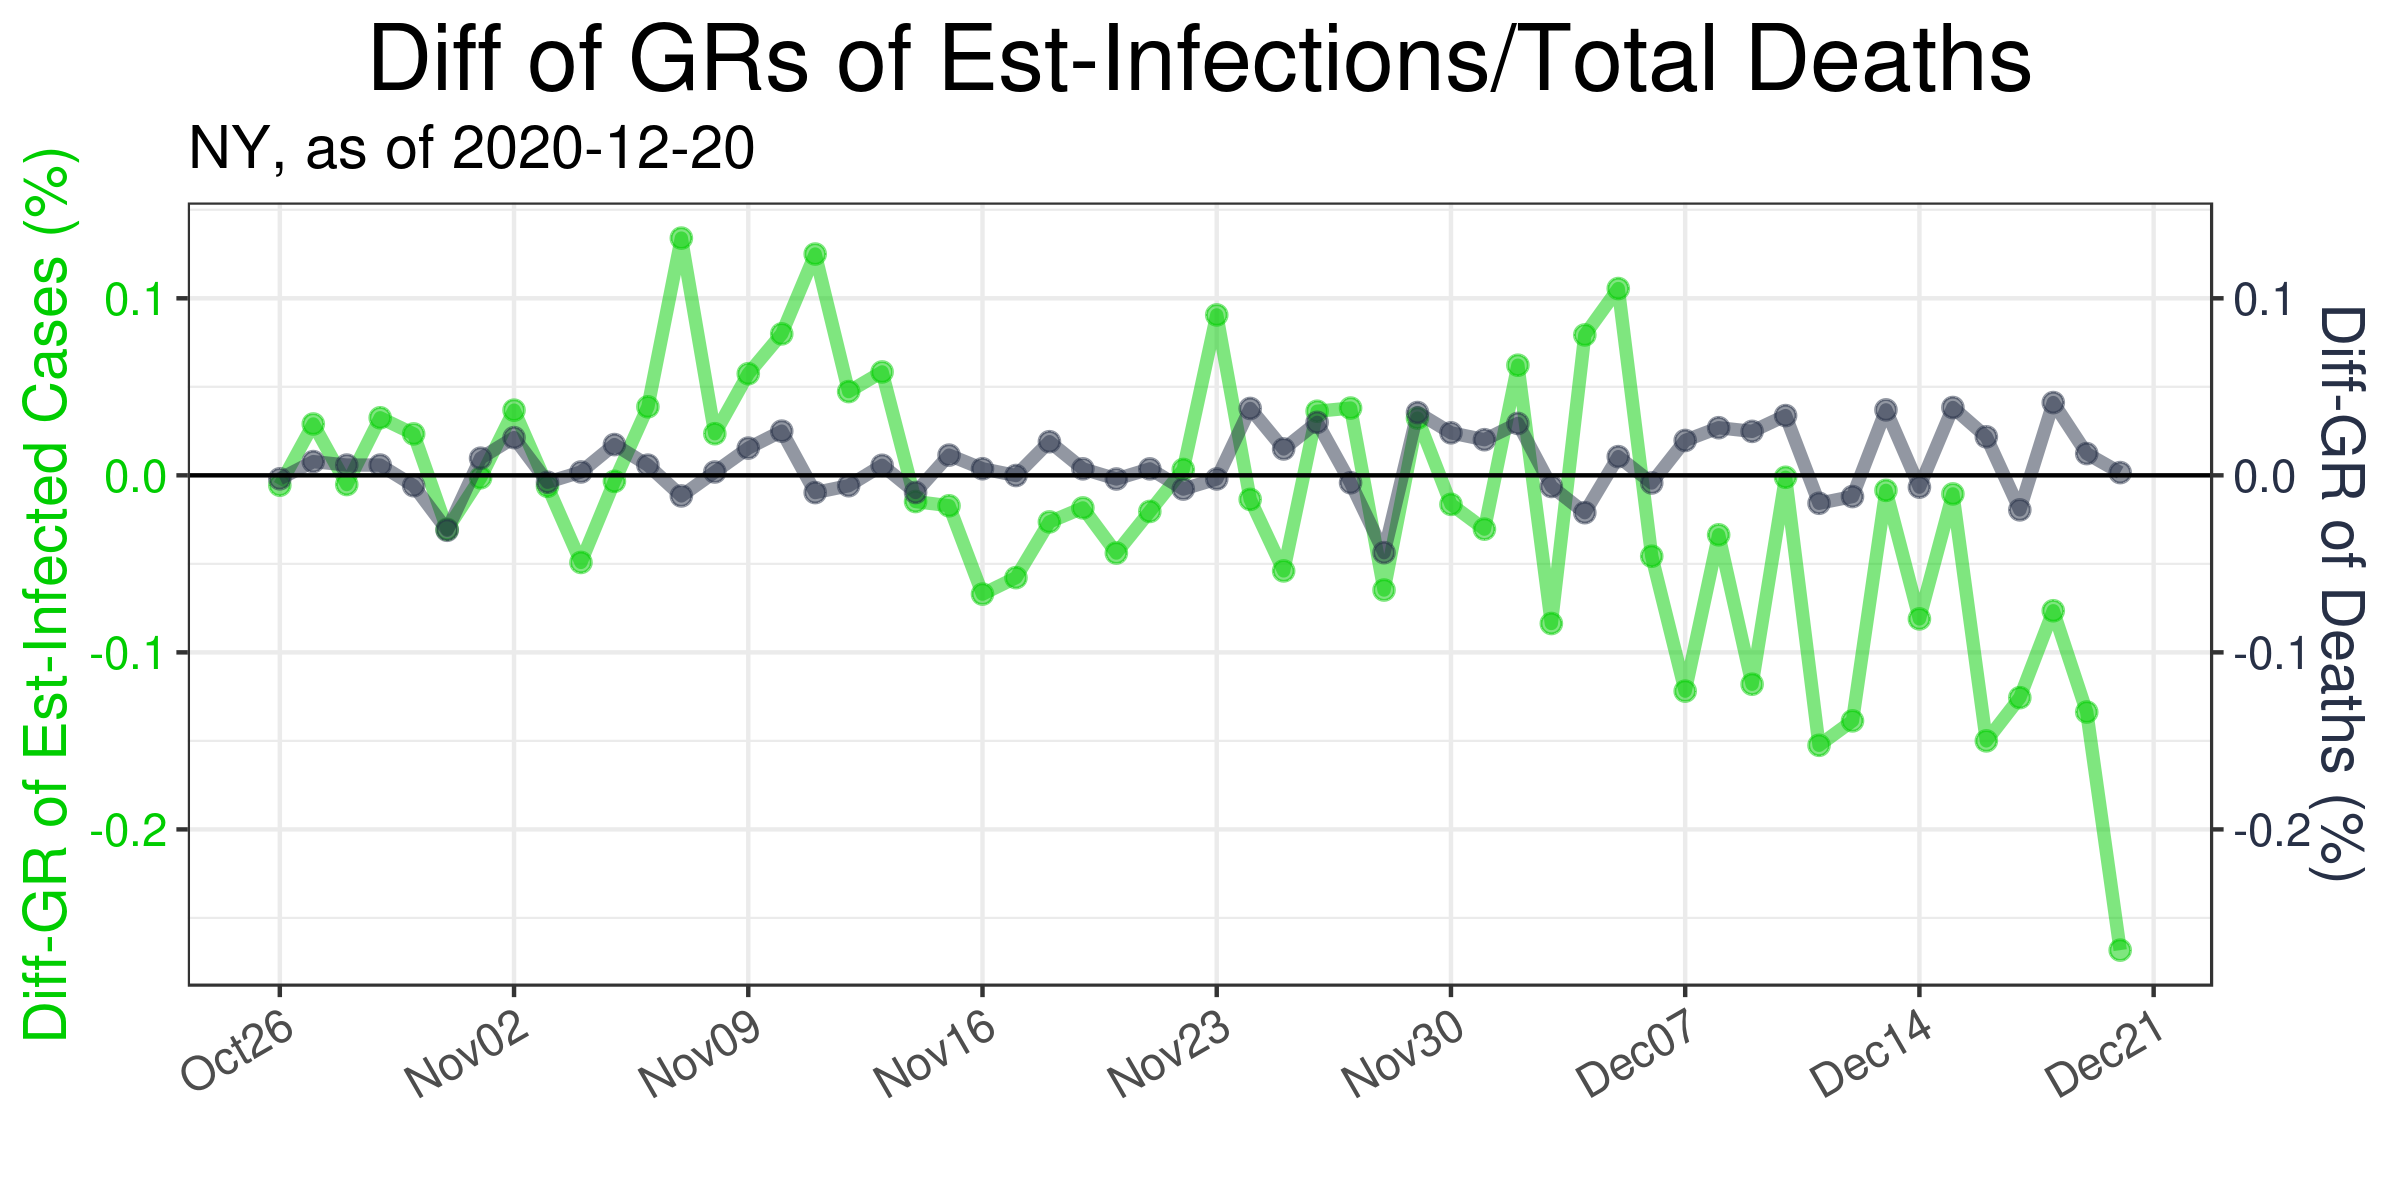 Diff of GRs of Est-Infections/Total Deaths
NY, as of 2020-12-20
Diff-GR of Est-Infected Cases (%)
0.1
0.0
-0.1
-0.2
0.1
0.0
-0.1
-0.2
Diff-GR of Deaths (%)
Oct26
Nov02
Nov09
Nov16
Nov23
Nov30
Dec07
Dec14
Dec21